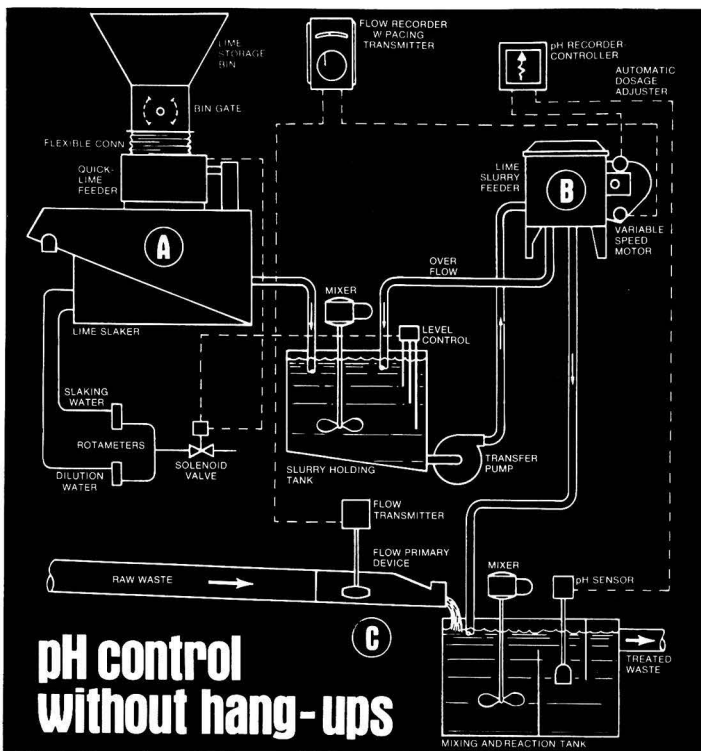 LIME
STORAGE
BIN
FLOW RECORDER
W PACING
TRANSMITTER
pH RECORDER-
CONTROLLER
AUTOMATIC
DOSAGE
ADJUSTER
BIN GATE
FLEXIBLE CONN
QUICK-
LIME
FEEDER
LIME
SLURRY
FEEDER
B
A
VARIABLE
SPEED
MOTOR
OVER
FLOW
MIXER
LEVEL
CONTROL
LIME SLAKER
SLAKING
WATER
ROTAMETERS
DILUTION
WATER
SOLENOID
VALVE
SLURRY HOLDING
TANK
TRANSFER
PUMP
FLOW
TRANSMITTER
FLOW PRIMARY
DEVICE
RAW WASTE
MIXER
pH SENSOR
C
TREATED
WASTE
pH control
without hang-ups
MIXING AND REACTION TANK